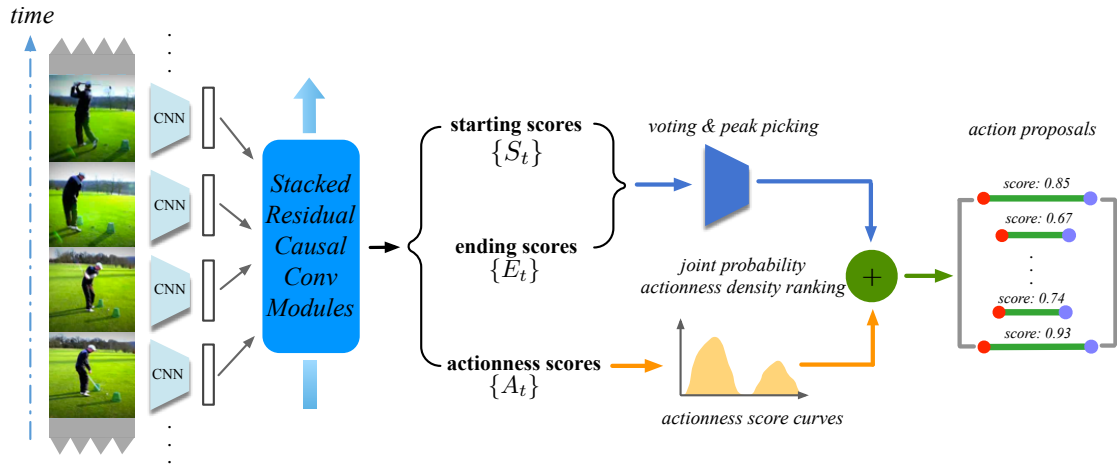 time
CNN
CNN
CNN
CNN
Stacked
Residual
Causal
Conv
Modules
starting scores
{S_t}
ending scores
{E_t}
actionness scores
{A_t}
voting & peak picking
joint probability
actionness density ranking
+
actionness score curves
action proposals
score: 0.85
score: 0.67
score: 0.74
score: 0.93